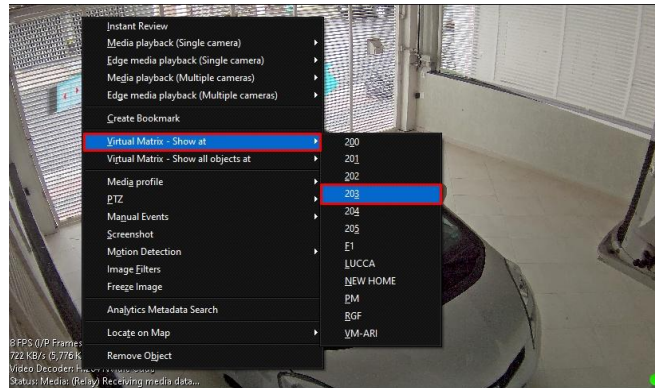 Instant Review
Media playback (Single camera)
Edge media playback (Single camera)
Media playback (Multiple cameras)
Edge media playback (Multiple cameras)
Create Bookmark
Virtual Matrix - Show at
Virtual Matrix - Show all objects at
Media profile
PTZ
Manual Events
Screenshot
Motion Detection
Image Filters
Freeze Image
Analytics Metadata Search
Locate on Map
Remove Object
200
201
202
203
204
205
F1
LUCCA
NEW HOME
PM
RGF
VM-ARI
8 FPS (I/P Frames
722 KB/s (5,776 K
Video Decoder:
Status: Media: (Relay) Receiving media data...